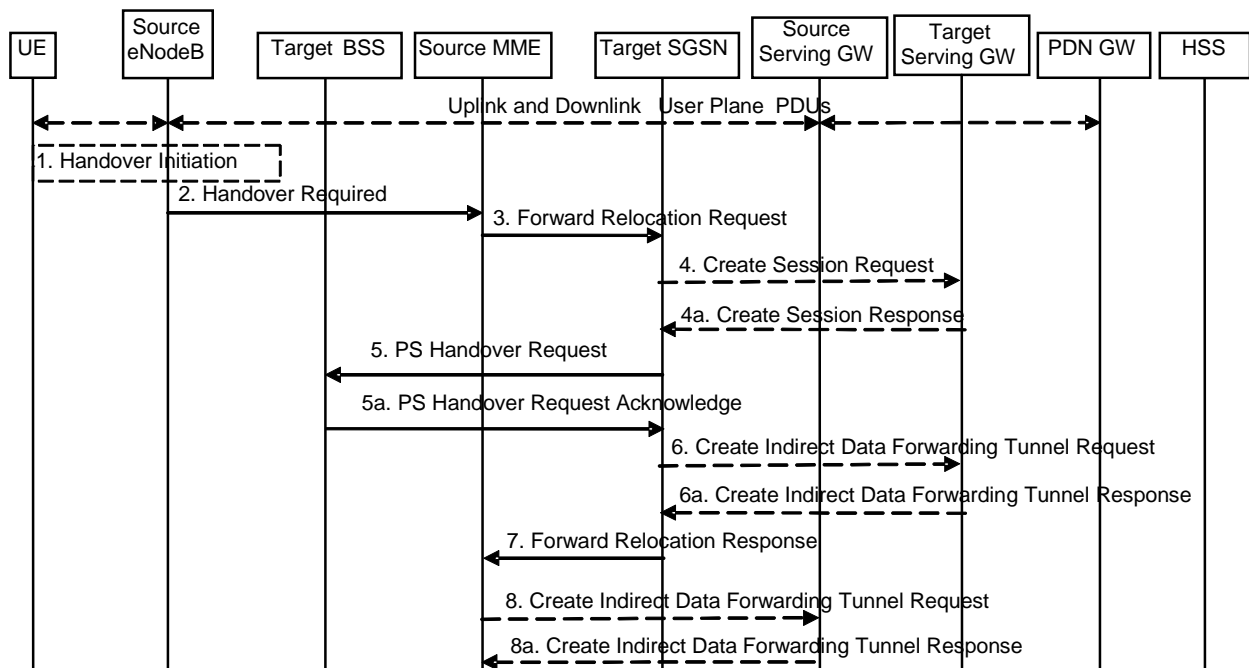 UE
Source
eNodeB
Target BSS
Source MME
Target SGSN
Source
Serving GW
Target
Serving GW
PDN GW
HSS
Uplink and Downlink User Plane PDUs
1. Handover Initiation
2. Handover Required
3. Forward Relocation Request
4. Create Session Request
4a. Create Session Response
5. PS Handover Request
5a. PS Handover Request Acknowledge
6. Create Indirect Data Forwarding Tunnel Request
6a. Create Indirect Data Forwarding Tunnel Response
7. Forward Relocation Response
8. Create Indirect Data Forwarding Tunnel Request
8a. Create Indirect Data Forwarding Tunnel Response